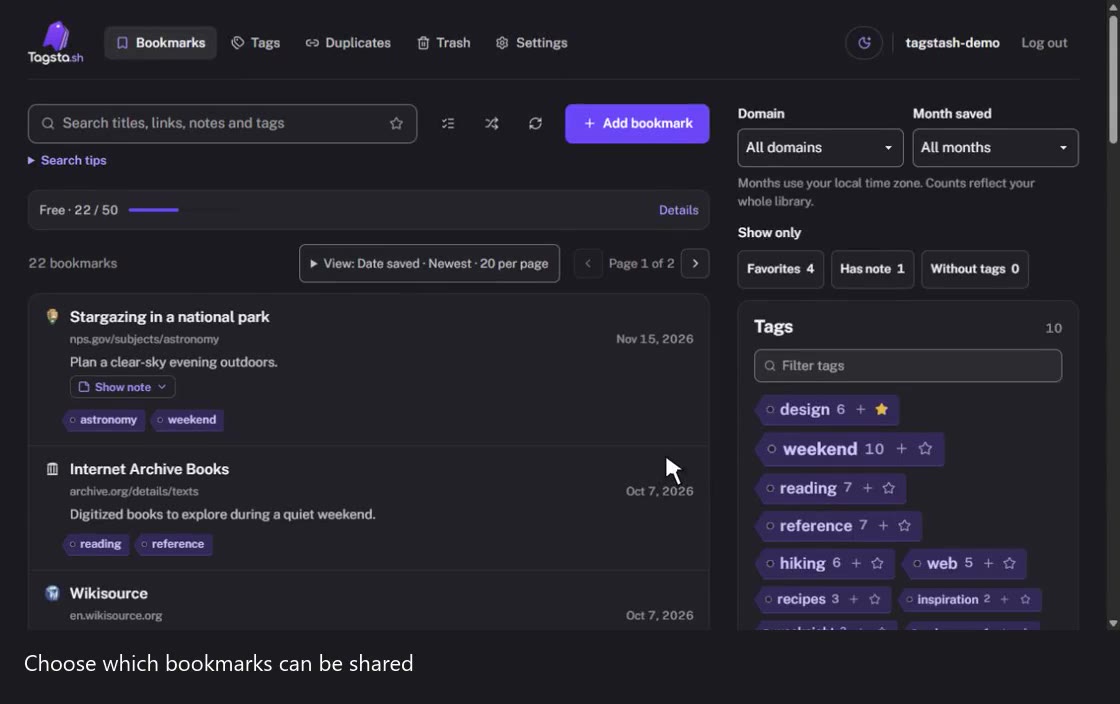 Tagsta.sh
Bookmarks
Tags
Duplicates
Trash
Settings
tagstash-demo
Log out
Search titles, links, notes and tags
+ Add bookmark
Search tips
Free · 22 / 50
Details
22 bookmarks
View: Date saved · Newest · 20 per page
Page 1 of 2
Stargazing in a national park
nps.gov/subjects/astronomy
Nov 15, 2026
Plan a clear-sky evening outdoors.
Show note
astronomy
weekend
Internet Archive Books
archive.org/details/texts
Oct 7, 2026
Digitized books to explore during a quiet weekend.
reading
reference
Wikisource
en.wikisource.org
Oct 7, 2026
Domain
Month saved
All domains
All months
Months use your local time zone. Counts reflect your
whole library.
Show only
Favorites 4
Has note 1
Without tags 0
Tags
10
Filter tags
design 6 +
weekend 10 +
reading 7 +
reference 7 +
hiking 6 +
web 5 +
recipes 3 +
inspiration 2 +
Choose which bookmarks can be shared